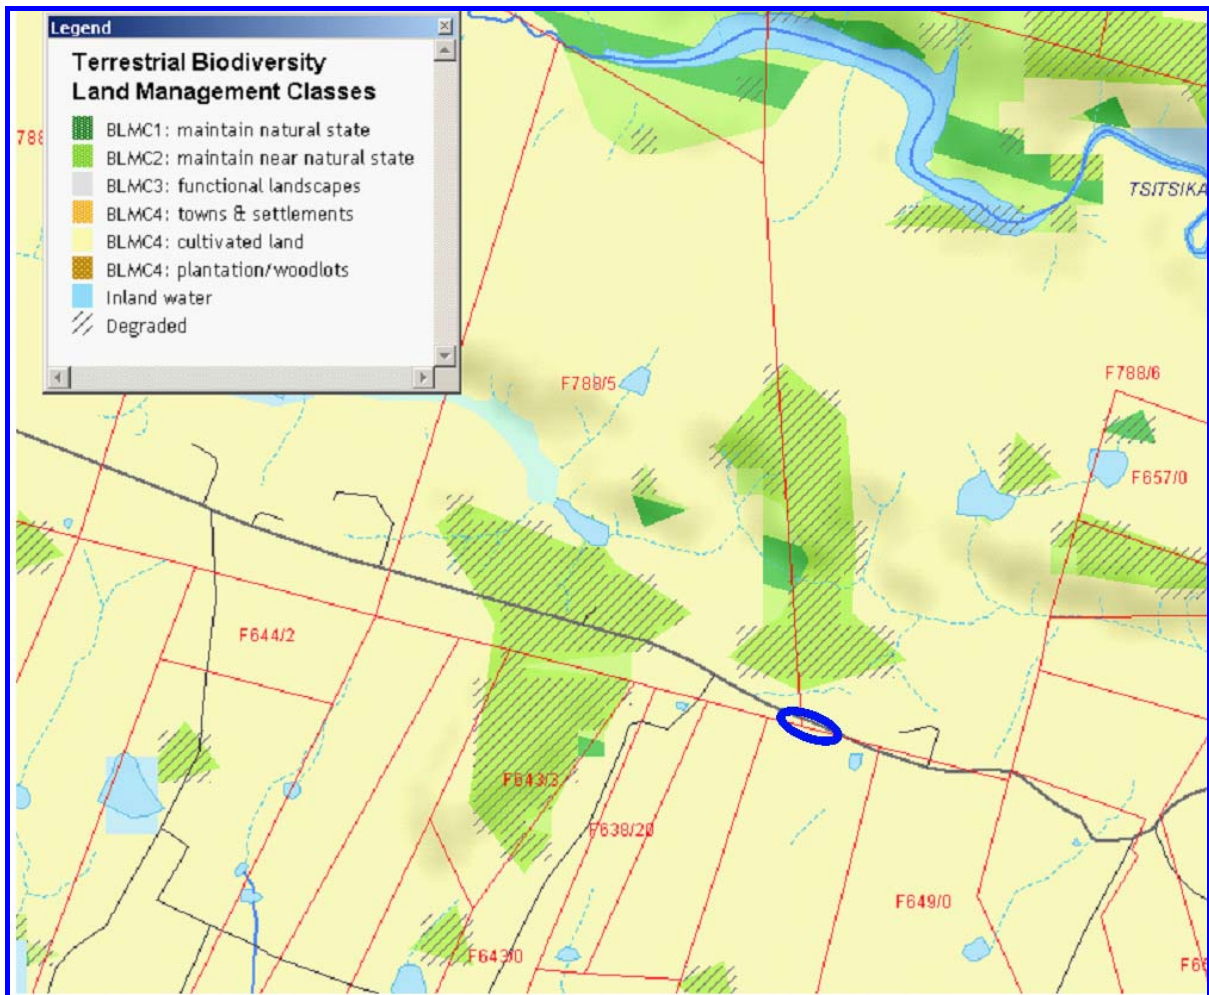 Legend
Terrestrial Biodiversity
Land Management Classes
BLMC1: maintain natural state
BLMC2: maintain near natural state
BLMC3: functional landscapes
BLMC4: towns & settlements
BLMC4: cultivated land
BLMC4: plantation/woodlots
Inland water
Degraded
788
TSITSIKA
F788/5
F788/6
F657/0
F644/2
F643/3
F638/20
F649/0
F643/0
F66